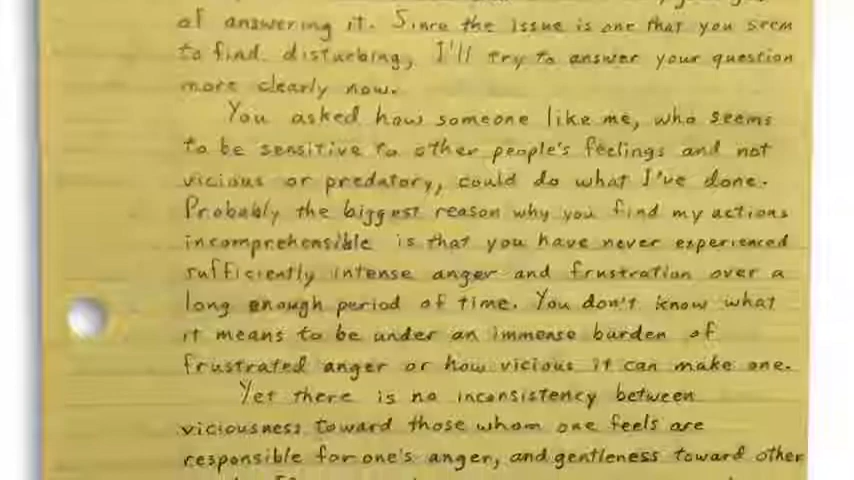 of answering it. Since the issue is one that you seem
to find disturbing, I'll try to answer your question
more clearly now.
You asked how someone like me, who seems
to be sensitive to other people's feelings and not
vicious or predatory, could do what I've done.
Probably the biggest reason why you find my actions
incomprehensible is that you have never experienced
sufficiently intense anger and frustration over a
long enough period of time. You don't know what
it means to be under an immense burden of
frustrated anger or how vicious it can make one.
Yet there is no inconsistency between
viciousness toward those whom one feels are
responsible for one's anger, and gentleness toward other